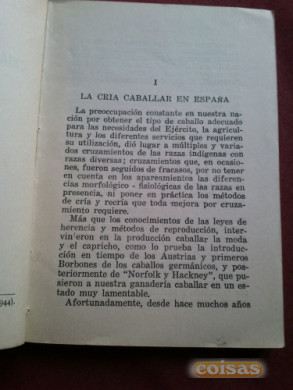 I
LA CRIA CABALLAR EN ESPAÑA
La preocupación constante en nuestra na-
ción por obtener el tipo de caballo adecuado
para las necesidades del Ejército, la agricul-
tura y los diferentes servicios que requieren
su utilización, dió lugar a múltiples y varia-
dos cruzamientos de las razas indígenas con
razas diversas; cruzamientos que, en ocasio-
nes, fueron seguidos de fracasos, por no tener
en cuenta en los apareamientos las diferen-
cias morfológico - fisiológicas de las razas en
presencia, ni poner en práctica los métodos
de cría y recría que toda mejora por cruza-
miento requiere.
Más que los conocimientos de las leyes de
herencia y métodos de reproducción, inter-
vinieron en la producción caballar la moda
y el capricho, como lo prueba la introduc-
ción en tiempo de los Austrias y primeros
Borbones de los caballos germánicos, y pos-
teriormente de "Norfolk y Hackney", que pu-
sieron a nuestra ganadería caballar en un es-
tado muy lamentable.
Afortunadamente, desde hace muchos años
944).
coisas